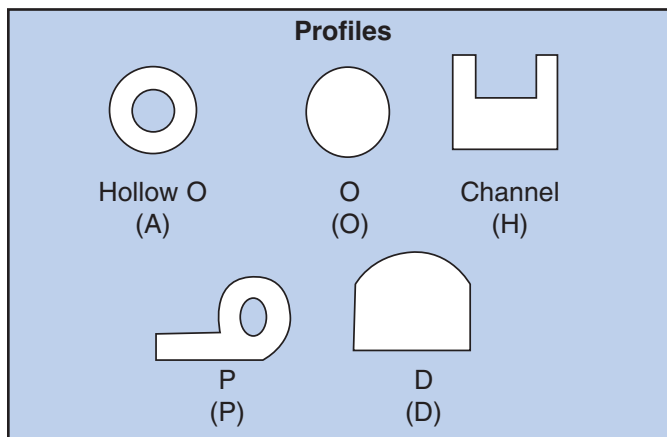 Profiles
Hollow O
(A)
O
(O)
Channel
(H)
P
(P)
D
(D)